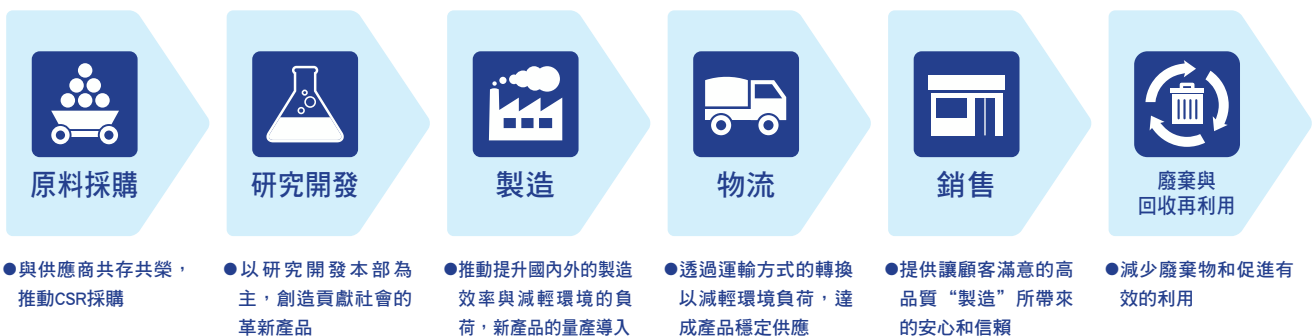 原料採購
●與供應商共存共榮，
推動CSR採購
研究開發
●以研究開發本部為
主，創造貢獻社會的
革新產品
製造
●推動提升國內外的製造
效率與減輕環境的負
荷，新產品的量產導入
物流
●透過運輸方式的轉換
以減輕環境負荷，達
成產品穩定供應
銷售
●提供讓顧客滿意的高
品質“製造”所帶來
的安心和信賴
廢棄與
回收再利用
●減少廢棄物和促進有
效的利用